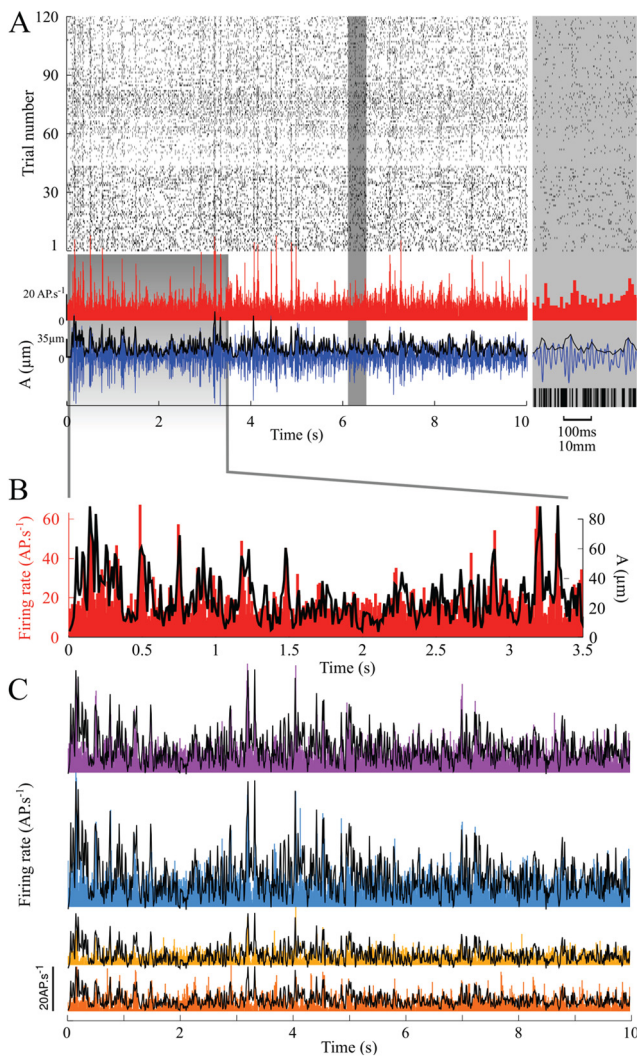 A
120
90
60
30
1
Trial number
20 AP.s-1
0
35µm
0
A (µm)
0 2 4 6 8 10
Time (s)
100ms
10mm
B
60
40
20
0
Firing rate (AP.s-1)
80
60
40
20
0
A (µm)
0 0.5 1 1.5 2 2.5 3 3.5
Time (s)
C
Firing rate (AP.s-1)
20AP.s-1
0 2 4 6 8 10
Time (s)